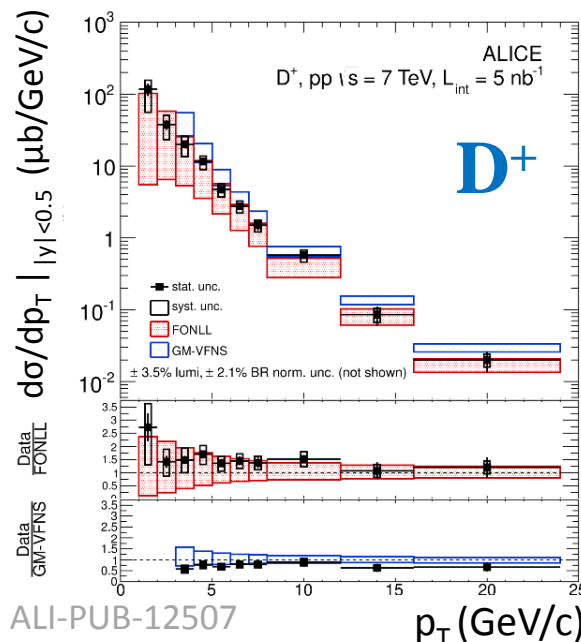 ALICE
D⁺, pp √s = 7 TeV, L_int = 5 nb⁻¹
D⁺
dσ/dp_T |_|y|<0.5 (μb/GeV/c)
10³
10²
10
1
10⁻¹
10⁻²
stat. unc.
syst. unc.
FONLL
GM-VFNS
± 3.5% lumi, ± 2.1% BR norm. unc. (not shown)
Data
FONLL
3.5
3
2.5
2
1.5
1
0.5
0
Data
GM-VFNS
3.5
3
2.5
2
1.5
1
0.5
0
0 5 10 15 20 25
ALI-PUB-12507
p_T (GeV/c)